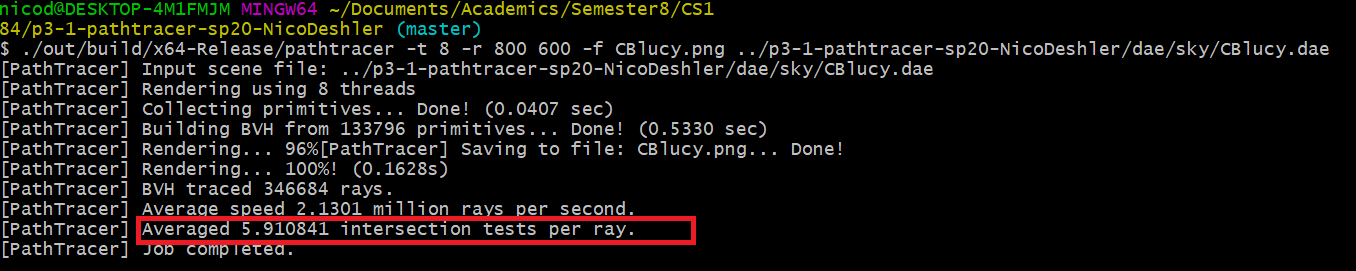 nicod@DESKTOP-4M1FMJM MINGW64 ~/Documents/Academics/Semester8/CS1
84/p3-1-pathtracer-sp20-NicoDeshler (master)
$ ./out/build/x64-Release/pathtracer -t 8 -r 800 600 -f CBlucy.png ../p3-1-pathtracer-sp20-NicoDeshler/dae/sky/CBlucy.dae
[PathTracer] Input scene file: ../p3-1-pathtracer-sp20-NicoDeshler/dae/sky/CBlucy.dae
[PathTracer] Rendering using 8 threads
[PathTracer] Collecting primitives... Done! (0.0407 sec)
[PathTracer] Building BVH from 133796 primitives... Done! (0.5330 sec)
[PathTracer] Rendering... 96%[PathTracer] Saving to file: CBlucy.png... Done!
[PathTracer] Rendering... 100%! (0.1628s)
[PathTracer] BVH traced 346684 rays.
[PathTracer] Average speed 2.1301 million rays per second.
[PathTracer] Averaged 5.910841 intersection tests per ray.
[PathTracer] Job completed.